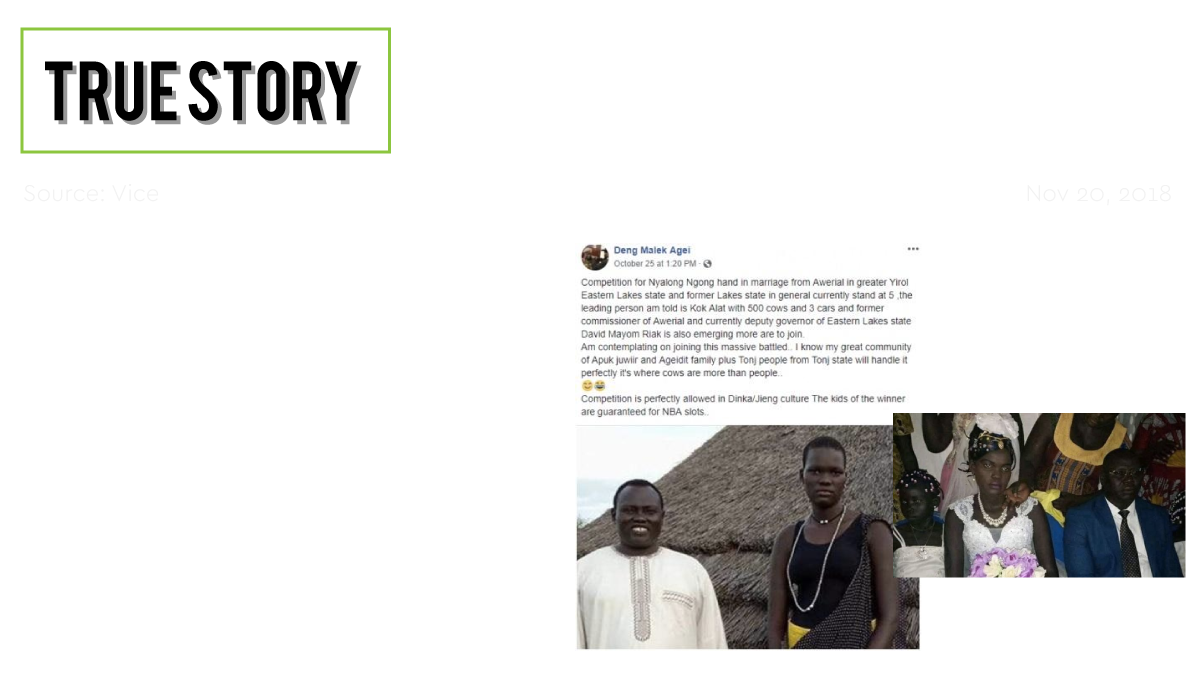 TRUE STORY
Source: Vice
Nov 20, 2018
Deng Malek Agei
October 25 at 1:20 PM ·
Competition for Nyalong Ngong hand in marriage from Awerial in greater Yirol
Eastern Lakes state and former Lakes state in general currently stand at 5 ,the
leading person am told is Kok Alat with 500 cows and 3 cars and former
commissioner of Awerial and currently deputy governor of Eastern Lakes state
David Mayom Riak is also emerging more are to join.
Am contemplating on joining this massive battled.. I know my great community
of Apuk juwiir and Ageidit family plus Tonj people from Tonj state will handle it
perfectly it's where cows are more than people..
😅😂
Competition is perfectly allowed in Dinka/Jieng culture The kids of the winner
are guaranteed for NBA slots..